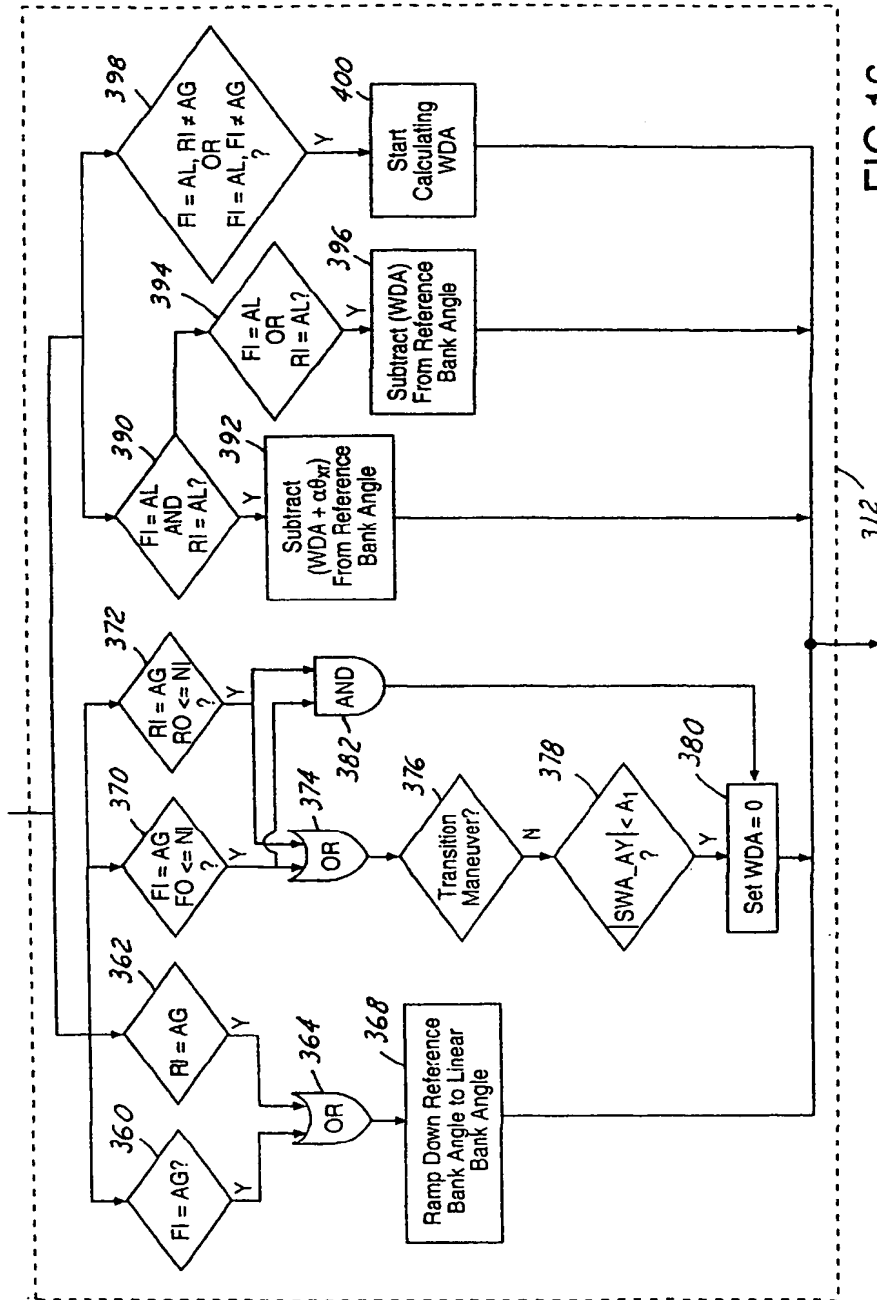 360
FI = AG?
Y
362
RI = AG
Y
364
OR
368
Ramp Down Reference
Bank Angle to Linear
Bank Angle
370
FI = AG
FO <= NI
?
Y
372
RI = AG
RO <= NI
?
Y
374
OR
AND
382
376
Transition
Maneuver?
N
378
|SWA_AY| < A1
?
Y
380
Set WDA = 0
390
FI = AL
AND
RI = AL?
Y
392
Subtract
(WDA + αθxr)
From Reference
Bank Angle
394
FI = AL
OR
RI = AL?
Y
396
Subtract (WDA)
From Reference
Bank Angle
398
FI = AL, RI ≠ AG
OR
FI = AL, FI ≠ AG
?
Y
400
Start
Calculating
WDA
312